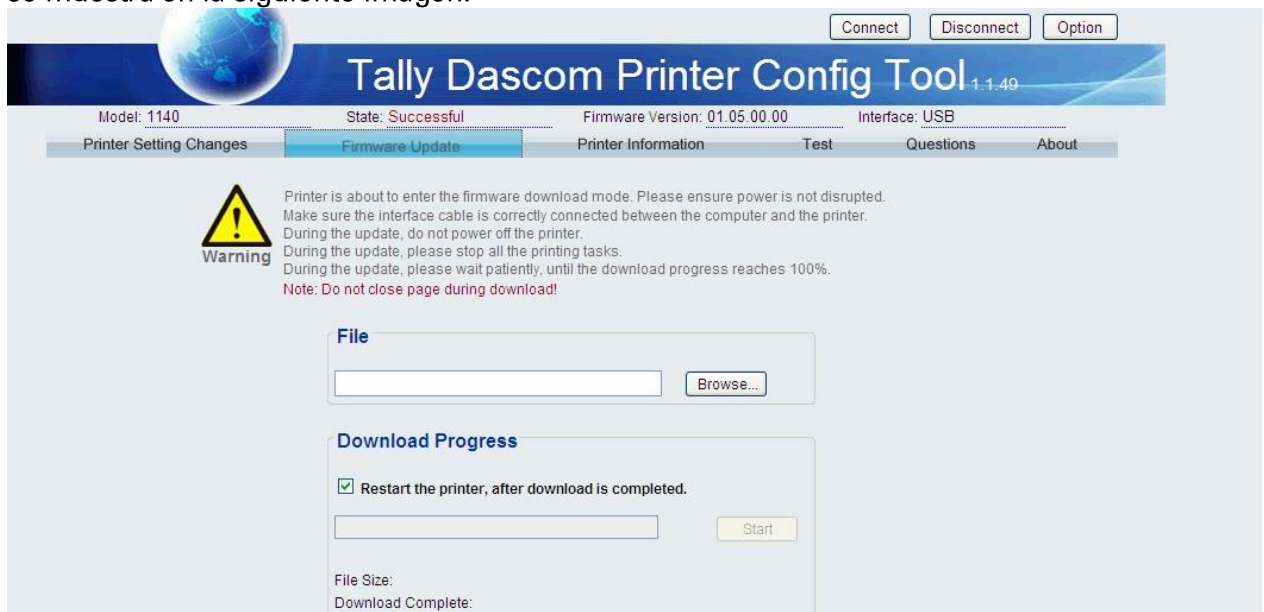 se muestra en la siguiente imagen.
Connect Disconnect Option
Tally Dascom Printer Config Tool 1.1.49
Model: 1140 State: Successful Firmware Version: 01.05.00.00 Interface: USB
Printer Setting Changes Firmware Update Printer Information Test Questions About
Printer is about to enter the firmware download mode. Please ensure power is not disrupted.
Make sure the interface cable is correctly connected between the computer and the printer.
During the update, do not power off the printer.
During the update, please stop all the printing tasks.
During the update, please wait patiently, until the download progress reaches 100%.
Warning
Note: Do not close page during download!
File
Browse...
Download Progress
Restart the printer, after download is completed.
Start
File Size:
Download Complete: